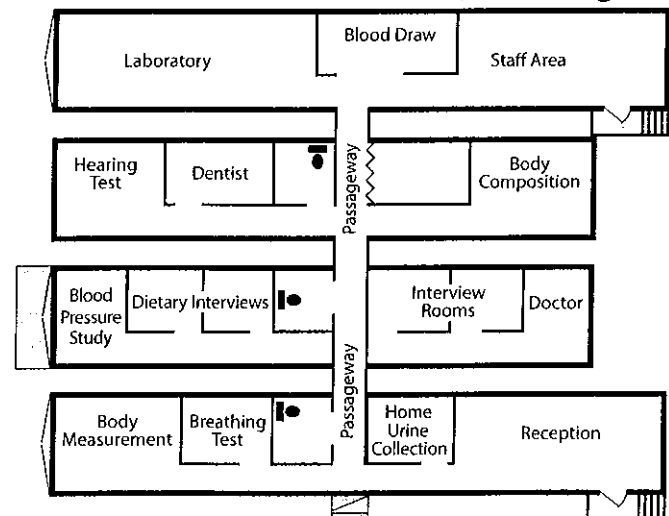 Blood Draw
Laboratory
Staff Area
Hearing
Test
Dentist
Passageway
Body
Composition
Blood
Pressure
Study
Dietary Interviews
Interview
Rooms
Doctor
Passageway
Body
Measurement
Breathing
Test
Home
Urine
Collection
Reception